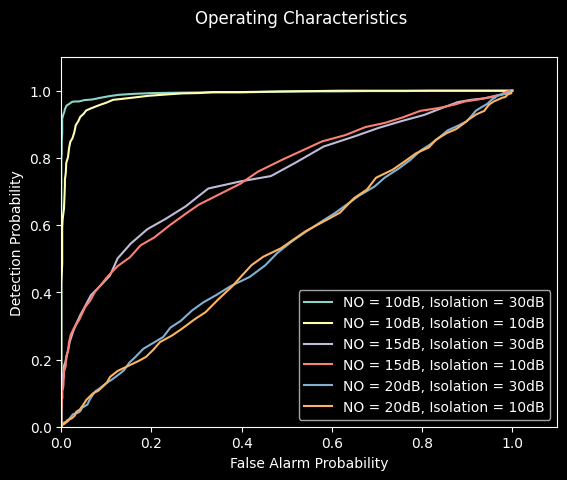 Operating Characteristics
Detection Probability
1.0
0.8
0.6
0.4
0.2
0.0
0.0 0.2 0.4 0.6 0.8 1.0
False Alarm Probability
NO = 10dB, Isolation = 30dB
NO = 10dB, Isolation = 10dB
NO = 15dB, Isolation = 30dB
NO = 15dB, Isolation = 10dB
NO = 20dB, Isolation = 30dB
NO = 20dB, Isolation = 10dB